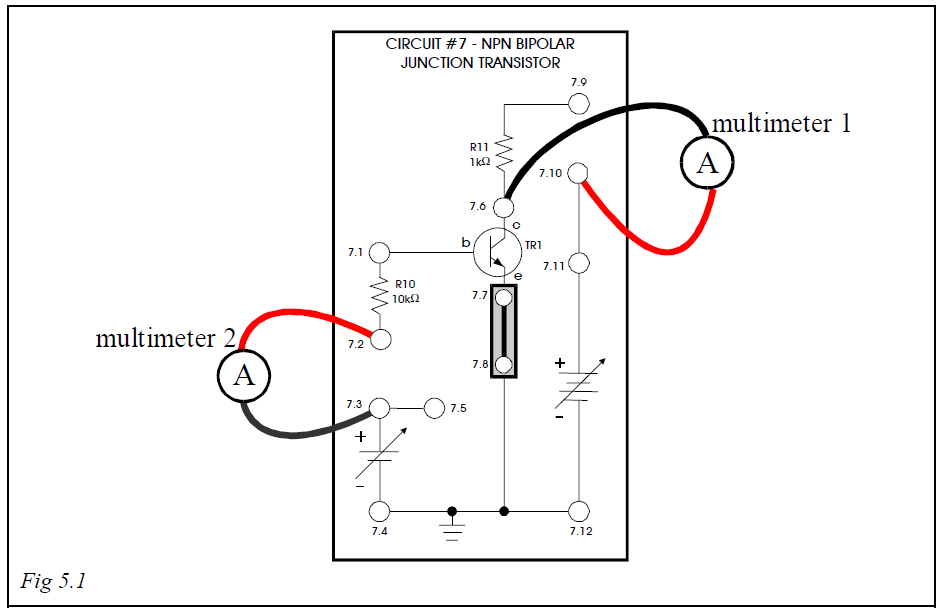 CIRCUIT #7 - NPN BIPOLAR
JUNCTION TRANSISTOR
7.9
multimeter 1
R11
1kΩ
A
7.10
7.6
c
b
TR1
7.1
7.11
e
R10
10kΩ
7.7
multimeter 2
7.2
A
7.8
+
-
7.3
7.5
+
-
7.4
7.12
Fig 5.1